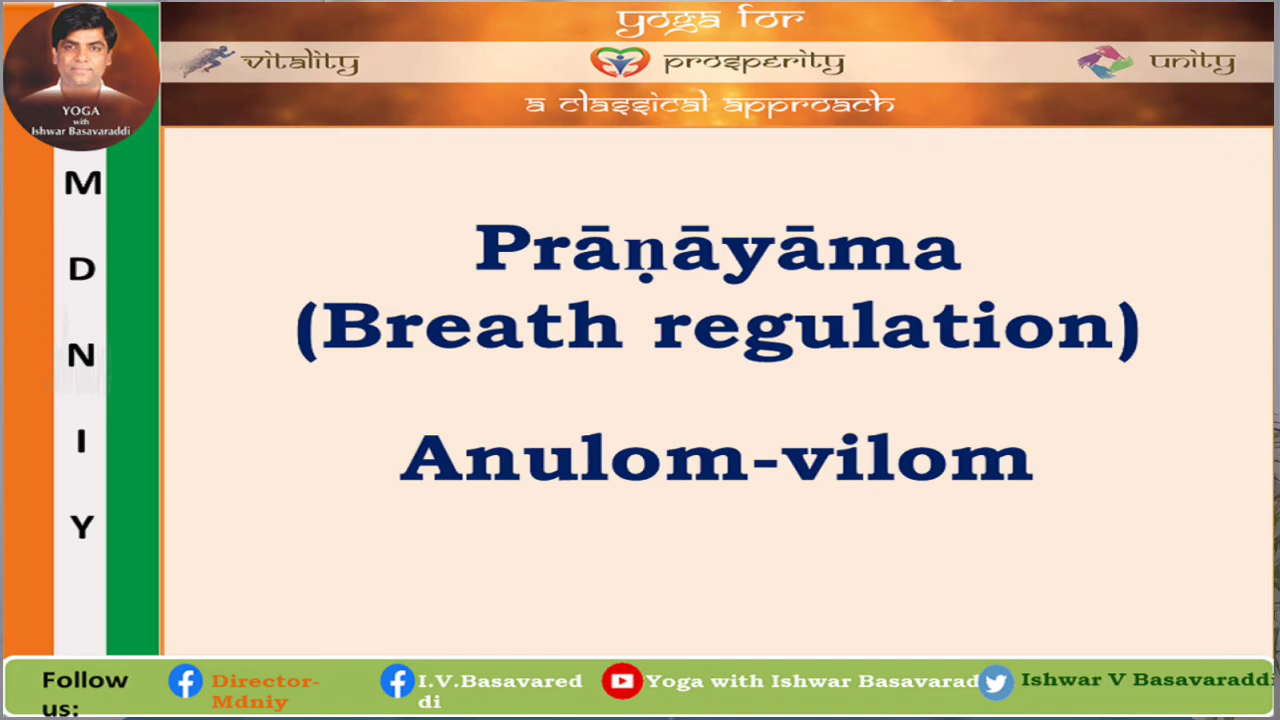 YOGA
with
Ishwar Basavaraddi
yoga for
vitality
prosperity
unity
a classical approach
M
D
N
I
Y
Prāṇāyāma
(Breath regulation)
Anulom-vilom
Follow
us:
Director-
Mdniy
I.V.Basavared
di
Yoga with Ishwar Basavarad
Ishwar V Basavaraddi